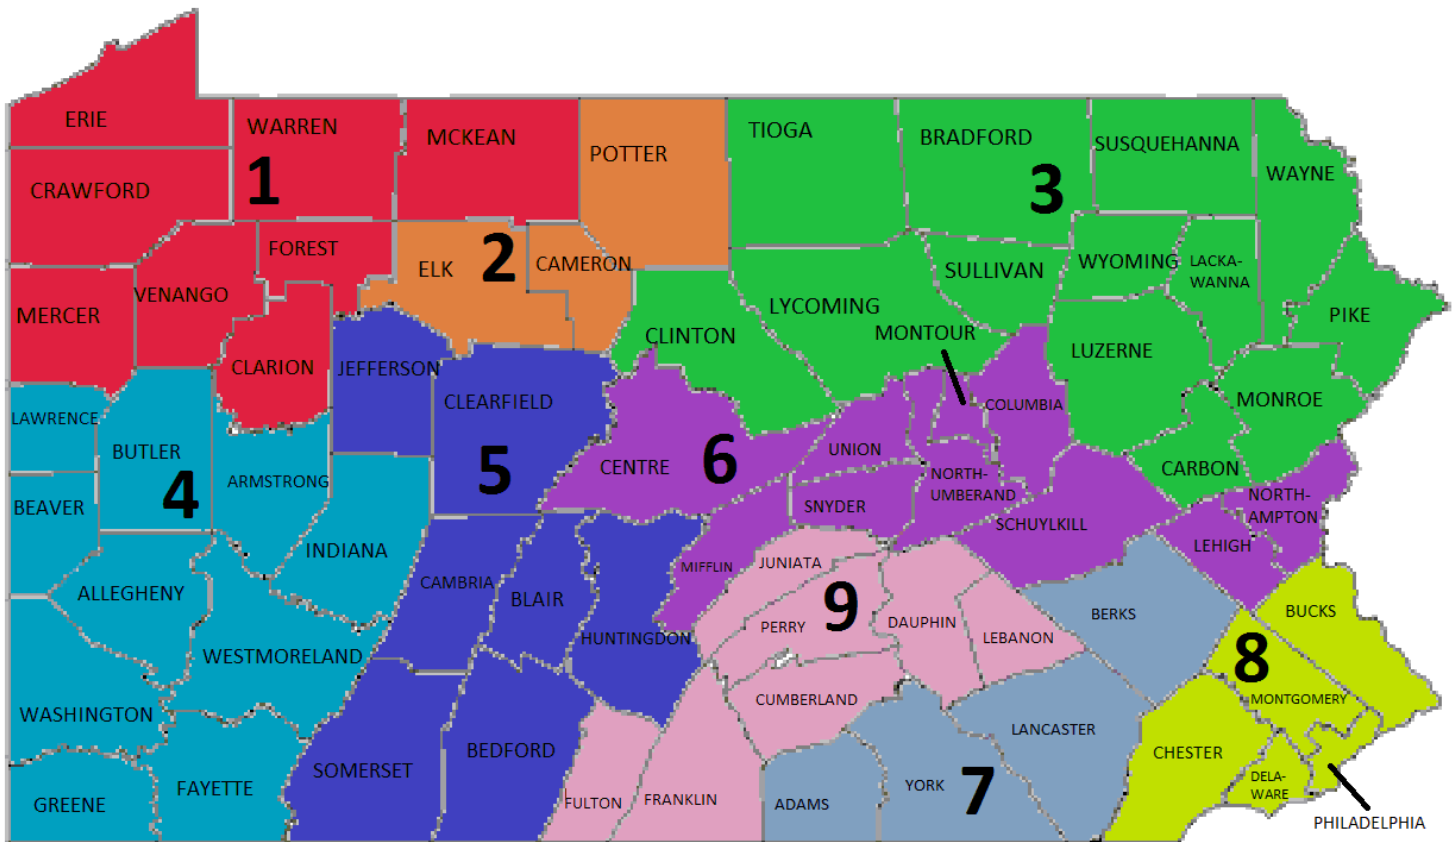 ERIE
WARREN
MCKEAN
POTTER
TIOGA
BRADFORD
SUSQUEHANNA
WAYNE
CRAWFORD
1
3
FOREST
ELK
2
CAMERON
SULLIVAN
WYOMING
LACKA-
WANNA
MERCER
VENANGO
LYCOMING
PIKE
CLINTON
MONTOUR
LUZERNE
CLARION
JEFFERSON
CLEARFIELD
COLUMBIA
MONROE
LAWRENCE
BUTLER
4
ARMSTRONG
5
CENTRE
6
UNION
NORTH-
UMBERAND
CARBON
BEAVER
SNYDER
SCHUYLKILL
NORTH-
AMPTON
LEHIGH
INDIANA
ALLEGHENY
CAMBRIA
BLAIR
HUNTINGDON
MIFFLIN
JUNIATA
PERRY
9
DAUPHIN
LEBANON
BERKS
BUCKS
WESTMORELAND
8
WASHINGTON
CUMBERLAND
MONTGOMERY
LANCASTER
BEDFORD
SOMERSET
CHESTER
GREENE
FAYETTE
FULTON
FRANKLIN
ADAMS
YORK
7
DELA-
WARE
PHILADELPHIA